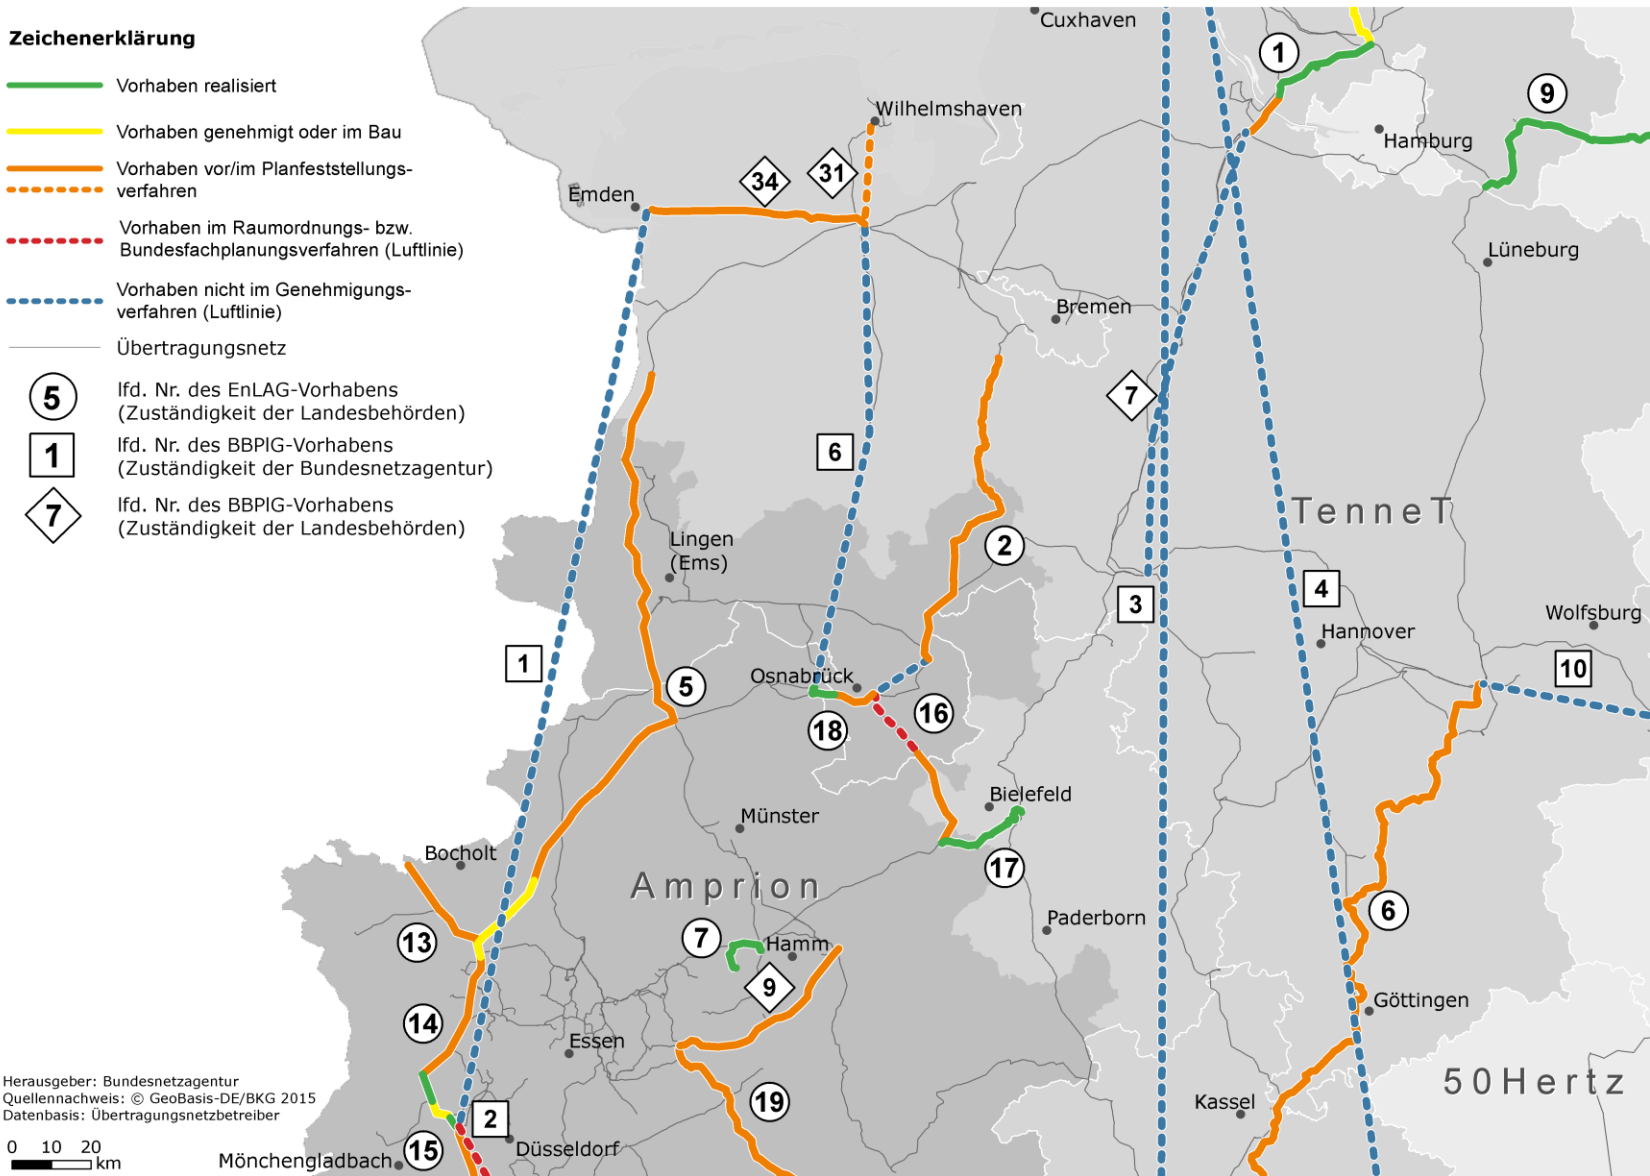 Zeichenerklärung
Vorhaben realisiert
Vorhaben genehmigt oder im Bau
Vorhaben vor/im Planfeststellungs-
verfahren
Vorhaben im Raumordnungs- bzw.
Bundesfachplanungsverfahren (Luftlinie)
Vorhaben nicht im Genehmigungs-
verfahren (Luftlinie)
Übertragungsnetz
5
lfd. Nr. des EnLAG-Vorhabens
(Zuständigkeit der Landesbehörden)
1
lfd. Nr. des BBPlG-Vorhabens
(Zuständigkeit der Bundesnetzagentur)
7
lfd. Nr. des BBPlG-Vorhabens
(Zuständigkeit der Landesbehörden)
Cuxhaven
1
9
Wilhelmshaven
Hamburg
34
31
Emden
Lüneburg
Bremen
7
6
TenneT
Lingen
(Ems)
2
3
4
Wolfsburg
Hannover
1
10
Osnabrück
5
18
16
Bielefeld
Münster
Bocholt
17
Amprion
Paderborn
6
13
7
Hamm
9
Göttingen
14
Essen
50Hertz
19
Kassel
2
15
Düsseldorf
Mönchengladbach
Herausgeber: Bundesnetzagentur
Quellennachweis: © GeoBasis-DE/BKG 2015
Datenbasis: Übertragungsnetzbetreiber
0 10 20
km